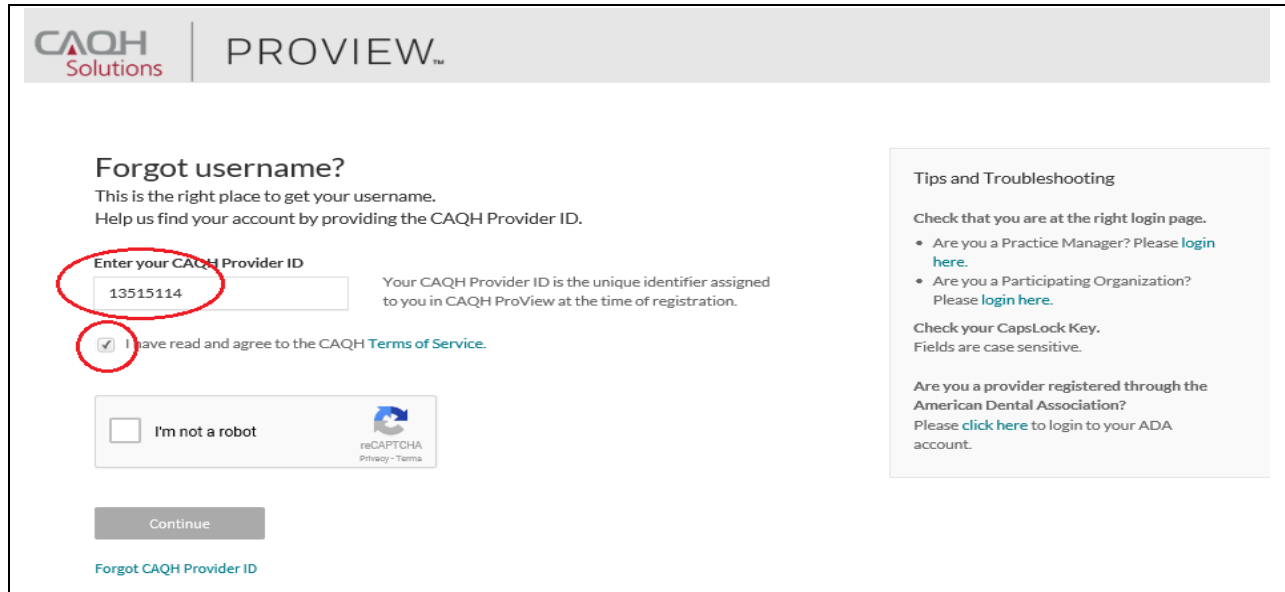 CAQH
Solutions
PROVIEW™
Forgot username?
This is the right place to get your username.
Help us find your account by providing the CAQH Provider ID.
Enter your CAQH Provider ID
13515114
Your CAQH Provider ID is the unique identifier assigned
to you in CAQH ProView at the time of registration.
I have read and agree to the CAQH Terms of Service.
I'm not a robot
reCAPTCHA
Privacy - Terms
Continue
Forgot CAQH Provider ID
Tips and Troubleshooting
Check that you are at the right login page.
• Are you a Practice Manager? Please login
here.
• Are you a Participating Organization?
Please login here.
Check your CapsLock Key.
Fields are case sensitive.
Are you a provider registered through the
American Dental Association?
Please click here to login to your ADA
account.